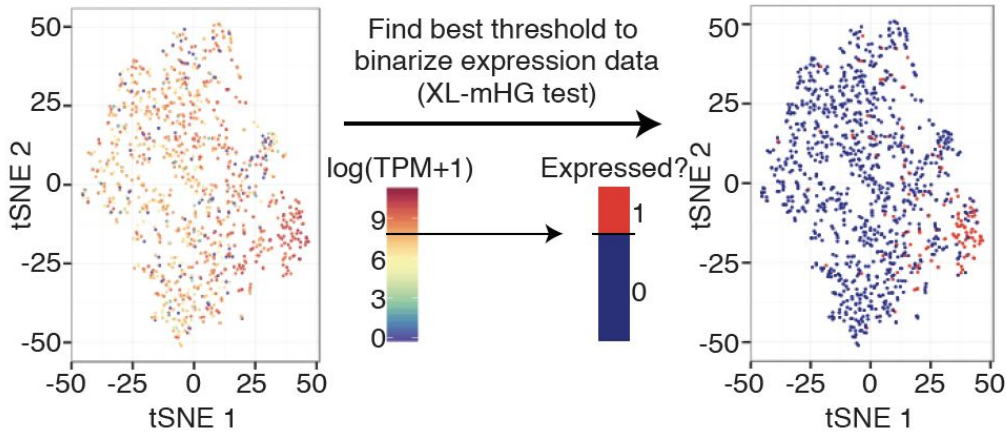 Find best threshold to
binarize expression data
(XL-mHG test)
50
25
0
-25
-50
tSNE 2
-50 -25 0 25 50
tSNE 1
log(TPM+1)
9
6
3
0
Expressed?
1
0
50
25
0
-25
-50
tSNE 2
-50 -25 0 25 50
tSNE 1